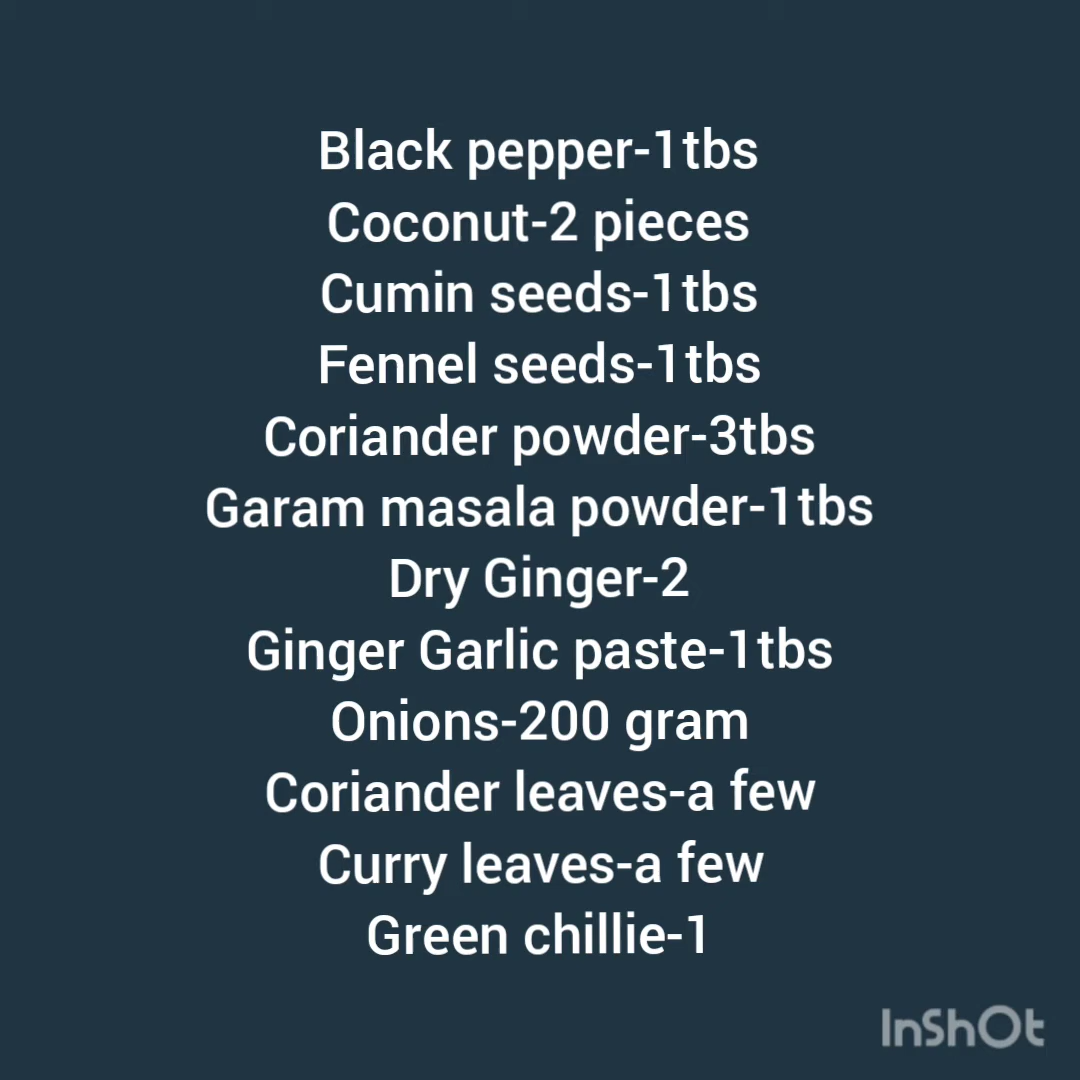 Black pepper-1tbs
Coconut-2 pieces
Cumin seeds-1tbs
Fennel seeds-1tbs
Coriander powder-3tbs
Garam masala powder-1tbs
Dry Ginger-2
Ginger Garlic paste-1tbs
Onions-200 gram
Coriander leaves-a few
Curry leaves-a few
Green chillie-1
InShOt